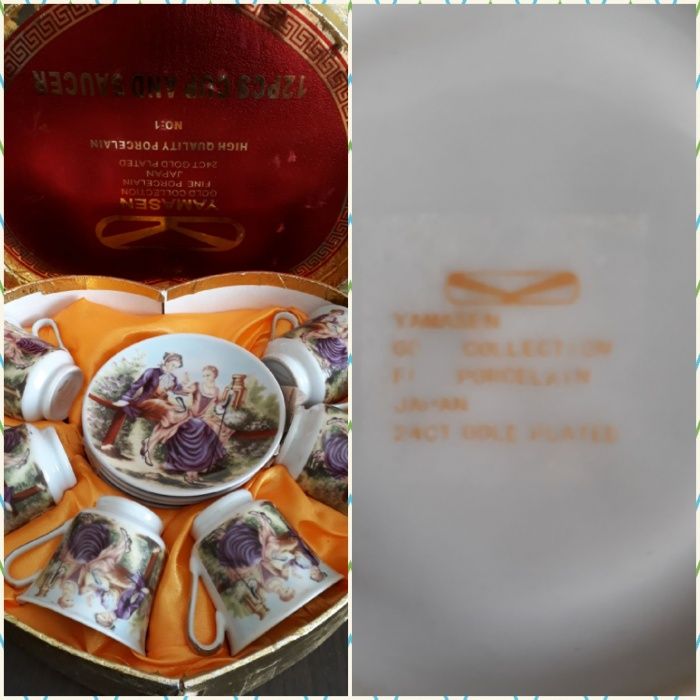 YAMASEN
GOLD COLLECTION
FINE PORCELAIN
JAPAN
24CT GOLD PLATED
HIGH QUALITY PORCELAIN
NO:1
12PCS CUP AND SAUCER
YAMASEN
COLLECTION
PORCELAIN
JAPAN
24CT GOLE PLATED